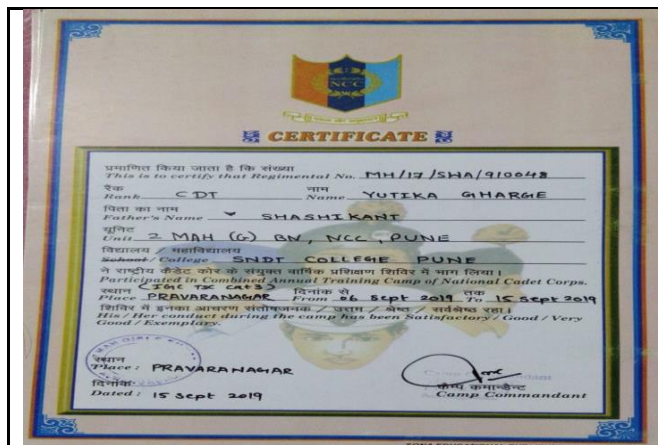 NCC
CERTIFICATE
प्रमाणित किया जाता है कि संख्या
This is to certify that Regimental No. MH/17/SWA/910048
रैंक नाम
Rank CDT Name YUTIKA GHARGE
पिता का नाम
Father's Name SHASHIKANT
यूनिट
Unit 2 MAH (G) BN, NCC, PUNE
विद्यालय / महाविद्यालय
School / College SNDT COLLEGE PUNE
ने राष्ट्रीय कैडेट कोर के संयुक्त वार्षिक प्रशिक्षण शिविर में भाग लिया।
Participated in Combined Annual Training Camp of National Cadet Corps.
स्थान (IGC TSC CAT3) दिनांक से तक
Place PRAVARANAGAR From 06 Sept 2019 To 15 Sept 2019
शिविर में इनका आचरण संतोषजनक / उत्तम / श्रेष्ठ / सर्वश्रेष्ठ रहा।
His / Her conduct during the camp has been Satisfactory / Good / Very
Good / Exemplary.
स्थान
Place : PRAVARANAGAR
दिनांक
Dated : 15 Sept 2019
कैम्प कमान्डैन्ट
Camp Commandant